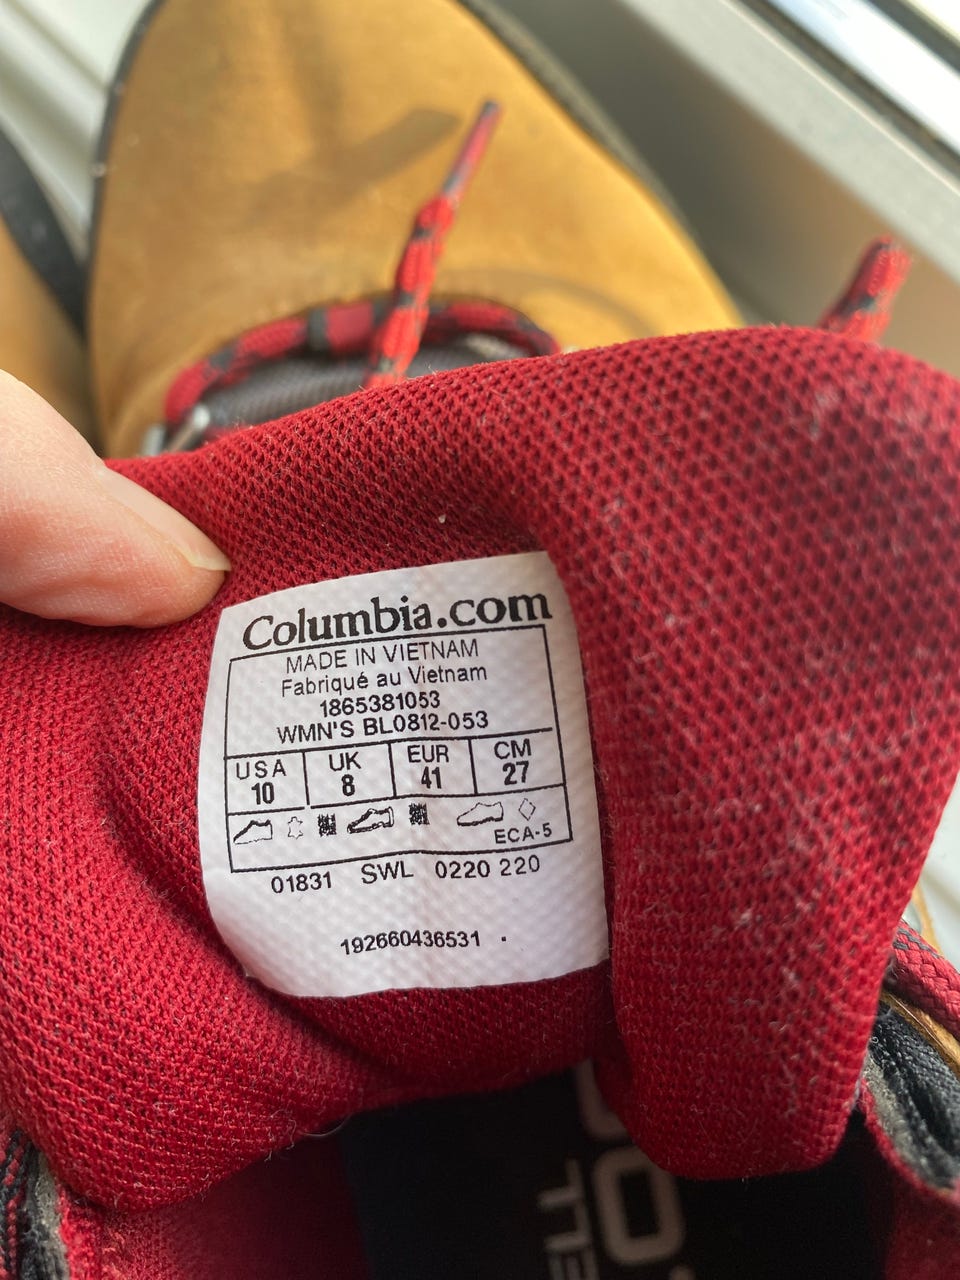 Columbia.com
MADE IN VIETNAM
Fabriqué au Vietnam
1865381053
WMN'S BL0812-053
USA UK EUR CM
10 8 41 27
ECA-5
01831 SWL 0220 220
192660436531 .